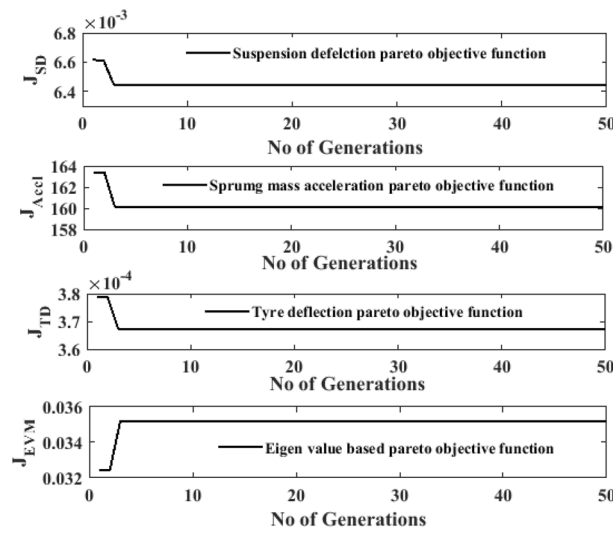 ×10⁻³
6.8
6.4
J_SD
Suspension defelction pareto objective function
0 10 20 30 40 50
No of Generations
164
162
160
158
J_Accl
Sprumg mass acceleration pareto objective function
0 10 20 30 40 50
No of Generations
×10⁻⁴
3.8
3.7
3.6
J_TD
Tyre deflection pareto objective function
0 10 20 30 40 50
No of Generations
0.036
0.034
0.032
J_EVM
Eigen value based pareto objective function
0 10 20 30 40 50
No of Generations